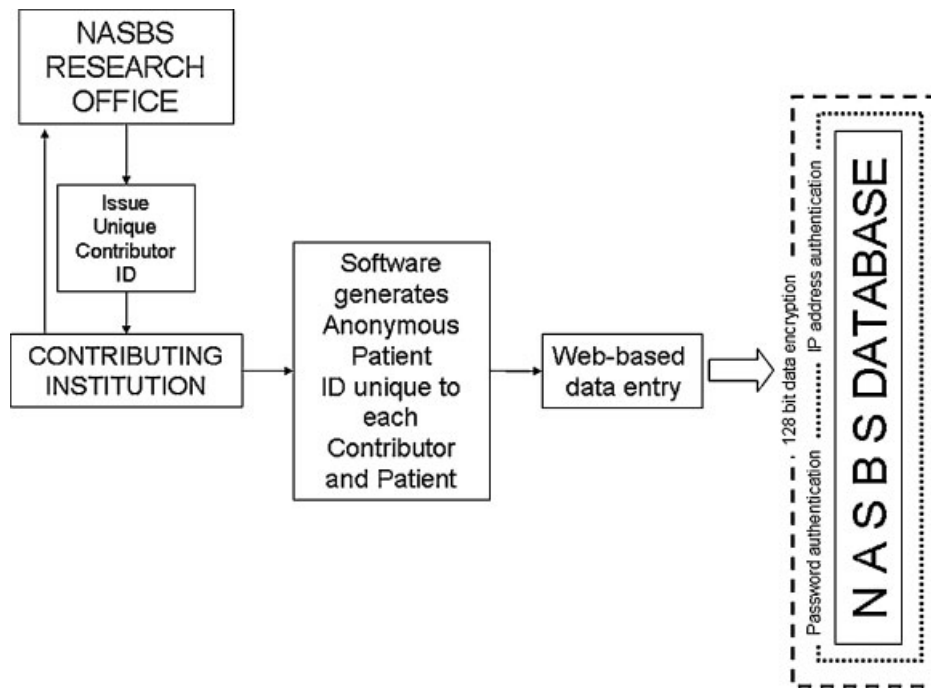 NASBS
RESEARCH
OFFICE
Issue
Unique
Contributor
ID
CONTRIBUTING
INSTITUTION
Software
generates
Anonymous
Patient
ID unique to
each
Contributor
and Patient
Web-based
data entry
128 bit data encryption
Password authentication
IP address authentication
NASBS DATABASE